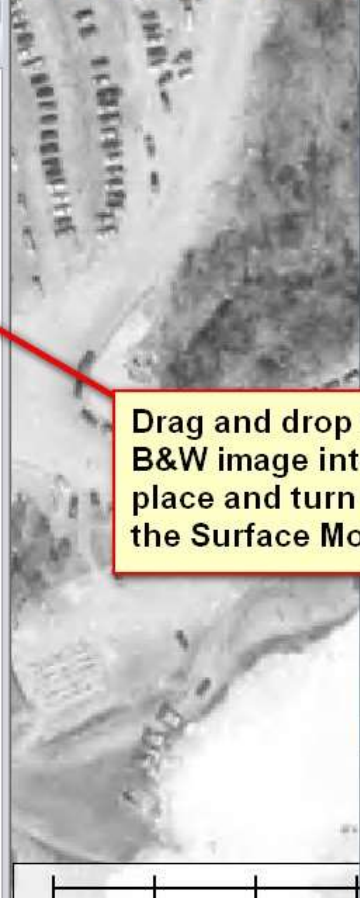 Drag and drop
B&W image int
place and turn
the Surface Mo